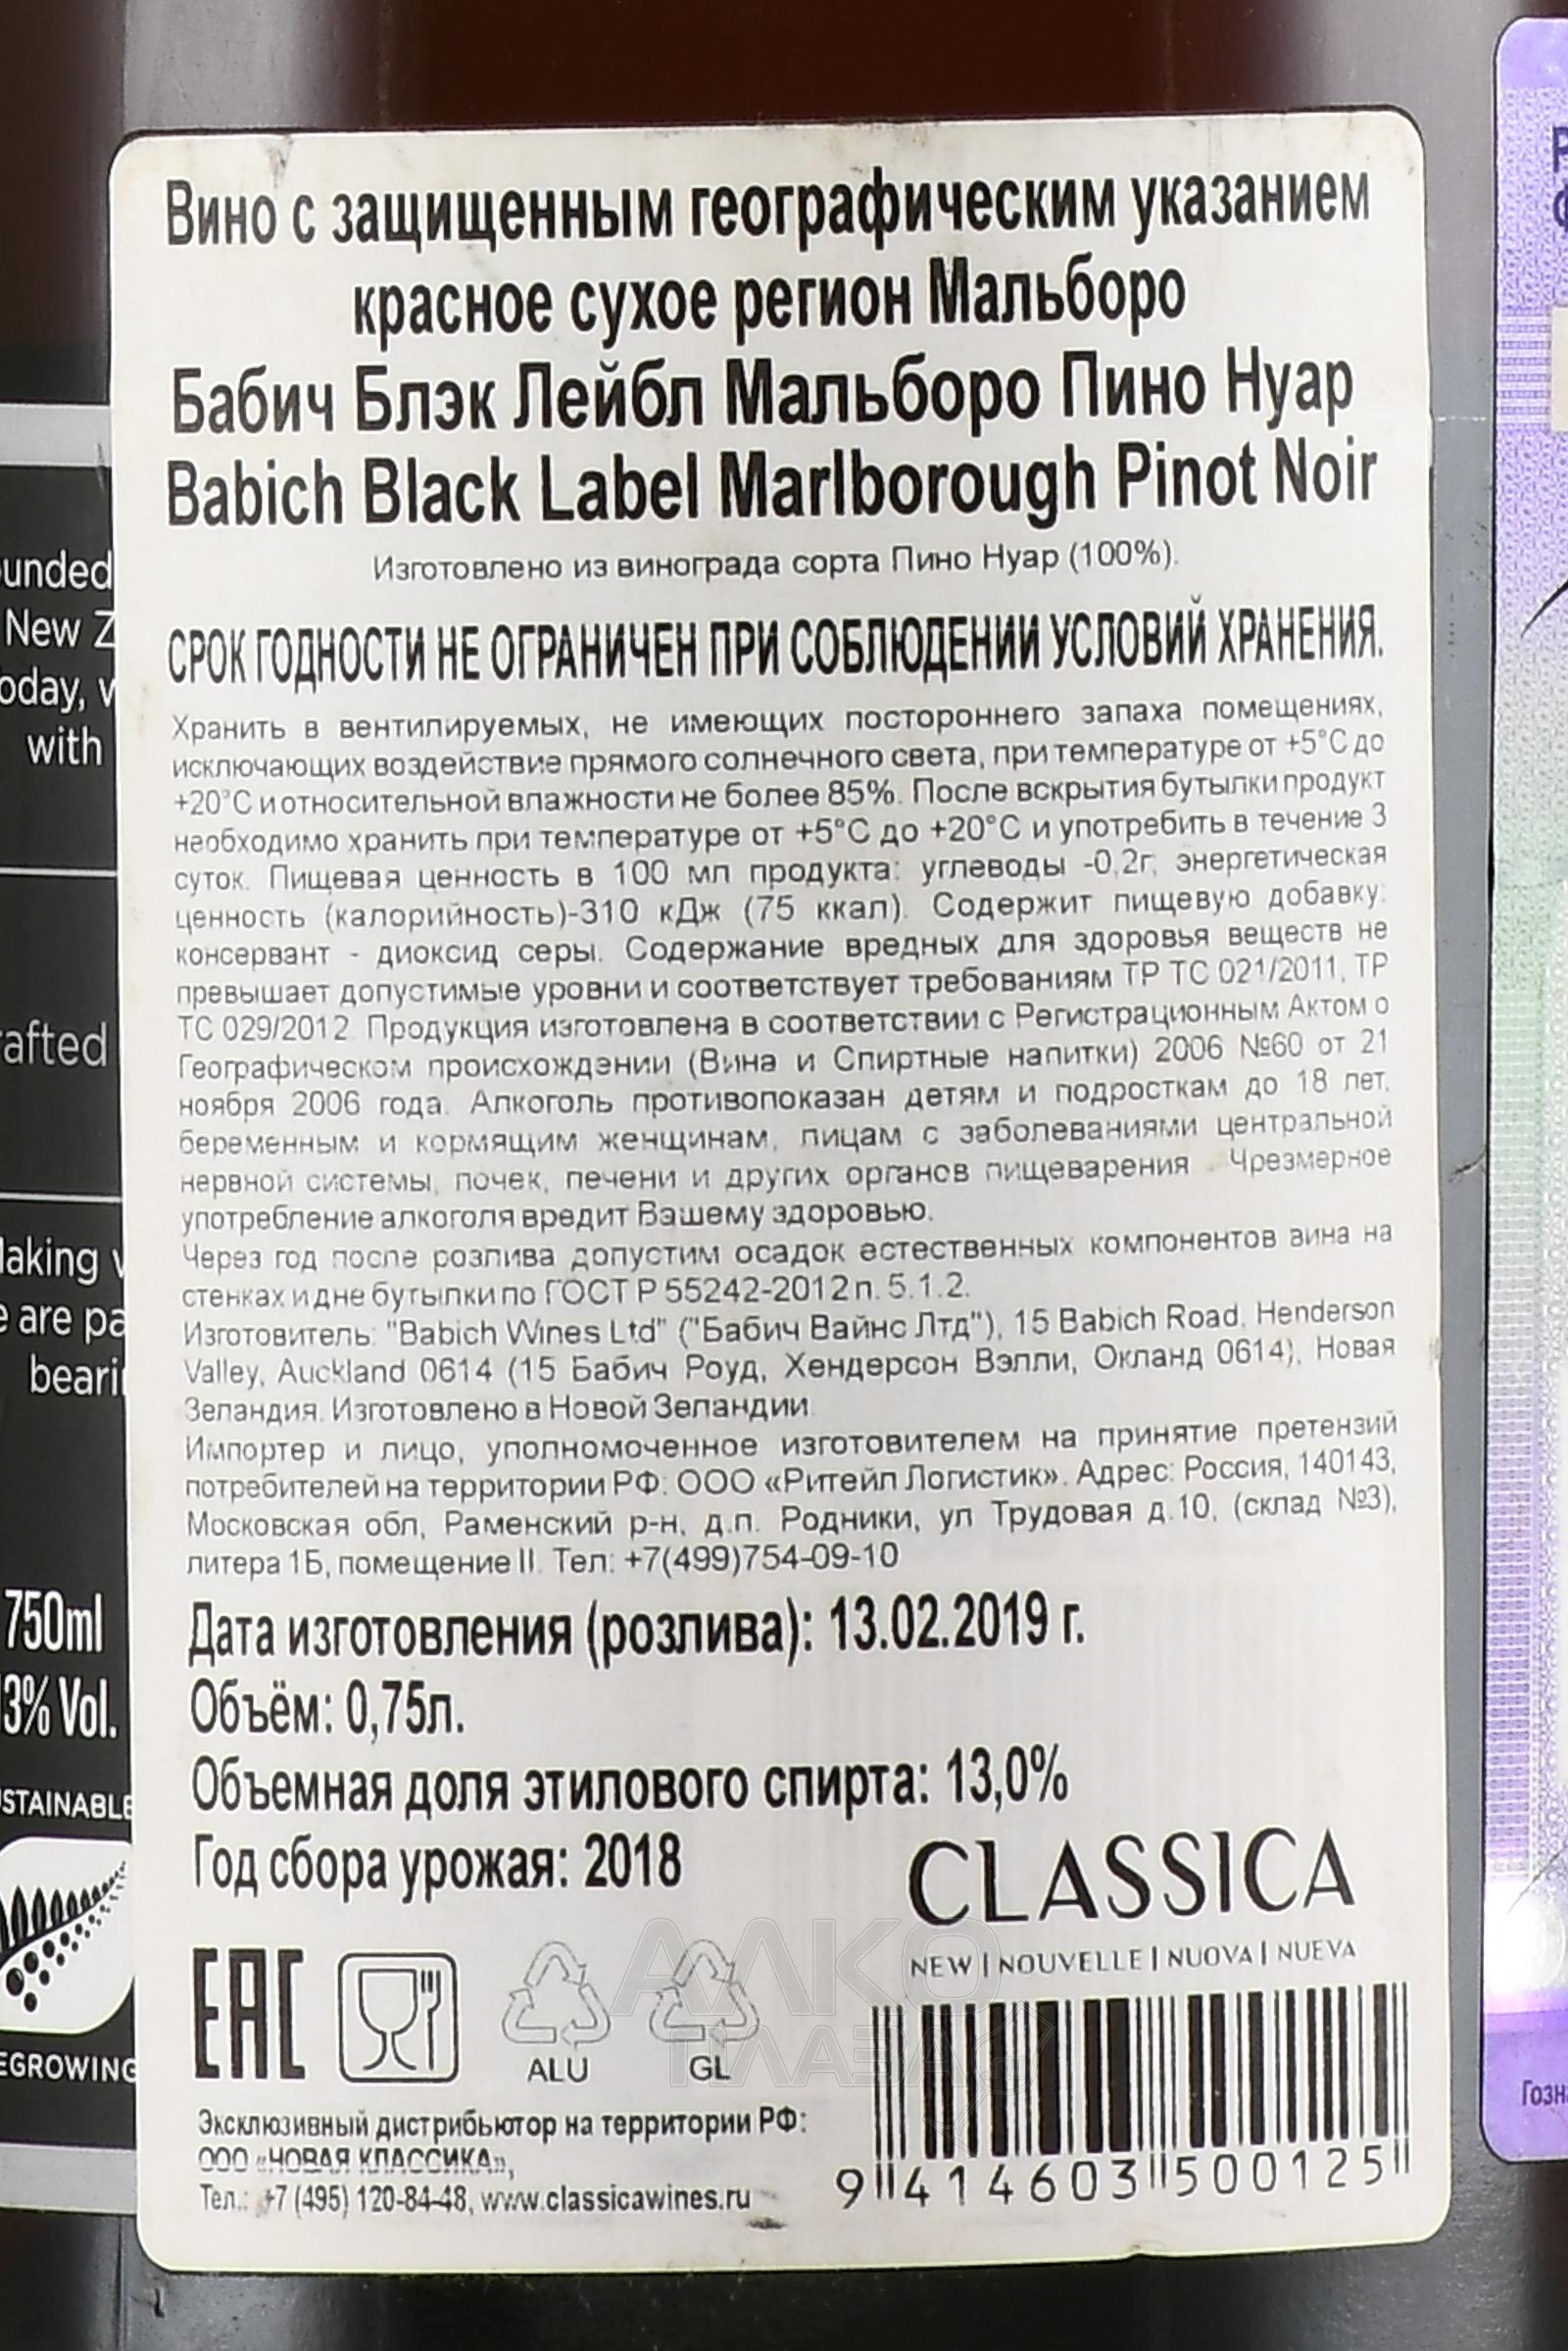 Вино с защищенным географическим указанием
красное сухое регион Мальборо
Бабич Блэк Лейбл Мальборо Пино Нуар
Babich Black Label Marlborough Pinot Noir
Изготовлено из винограда сорта Пино Нуар (100%).
СРОК ГОДНОСТИ НЕ ОГРАНИЧЕН ПРИ СОБЛЮДЕНИИ УСЛОВИЙ ХРАНЕНИЯ.
Хранить в вентилируемых, не имеющих постороннего запаха помещениях,
исключающих воздействие прямого солнечного света, при температуре от +5°C до
+20°C и относительной влажности не более 85%. После вскрытия бутылки продукт
необходимо хранить при температуре от +5°C до +20°C и употребить в течение 3
суток. Пищевая ценность в 100 мл продукта: углеводы -0,2г, энергетическая
ценность (калорийность)-310 кДж (75 ккал). Содержит пищевую добавку:
консервант - диоксид серы. Содержание вредных для здоровья веществ не
превышает допустимые уровни и соответствует требованиям ТР ТС 021/2011, ТР
ТС 029/2012. Продукция изготовлена в соответствии с Регистрационным Актом о
Географическом происхождении (Вина и Спиртные напитки) 2006 №60 от 21
ноября 2006 года. Алкоголь противопоказан детям и подросткам до 18 лет,
беременным и кормящим женщинам, лицам с заболеваниями центральной
нервной системы, почек, печени и других органов пищеварения. Чрезмерное
употребление алкоголя вредит Вашему здоровью.
Через год после розлива допустим осадок естественных компонентов вина на
стенках и дне бутылки по ГОСТ Р 55242-2012 п. 5.1.2.
Изготовитель: "Babich Wines Ltd" ("Бабич Вайнс Лтд"), 15 Babich Road, Henderson
Valley, Auckland 0614 (15 Бабич Роуд, Хендерсон Вэлли, Окланд 0614), Новая
Зеландия. Изготовлено в Новой Зеландии.
Импортер и лицо, уполномоченное изготовителем на принятие претензий
потребителей на территории РФ: ООО «Ритейл Логистик». Адрес: Россия, 140143,
Московская обл, Раменский р-н, д.п. Родники, ул Трудовая д.10, (склад №3),
литера 1Б, помещение II. Тел: +7(499)754-09-10
Дата изготовления (розлива): 13.02.2019 г.
Объём: 0,75л.
Объемная доля этилового спирта: 13,0%
Год сбора урожая: 2018
CLASSICA
NEW | NOUVELLE | NUOVA | NUEVA
EAC
ALU
GL
Эксклюзивный дистрибьютор на территории РФ:
ООО «НОВАЯ КЛАССИКА»,
Тел.: +7 (495) 120-84-48, www.classicawines.ru
9 414603 500125
АЛКО
ПЛАЗА
New Z
with
750ml
3% Vol.